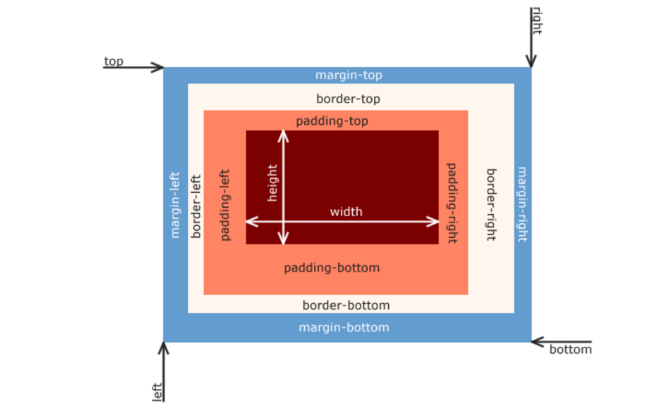 right
top
margin-top
border-top
padding-top
margin-left
border-left
padding-left
height
width
padding-right
border-right
margin-right
padding-bottom
border-bottom
margin-bottom
bottom
left